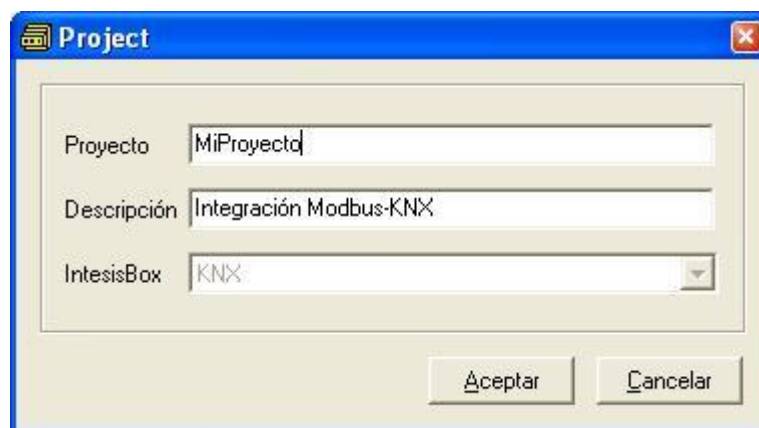 Project
Proyecto MiProyecto
Descripción Integración Modbus-KNX
IntesisBox KNX
Aceptar Cancelar